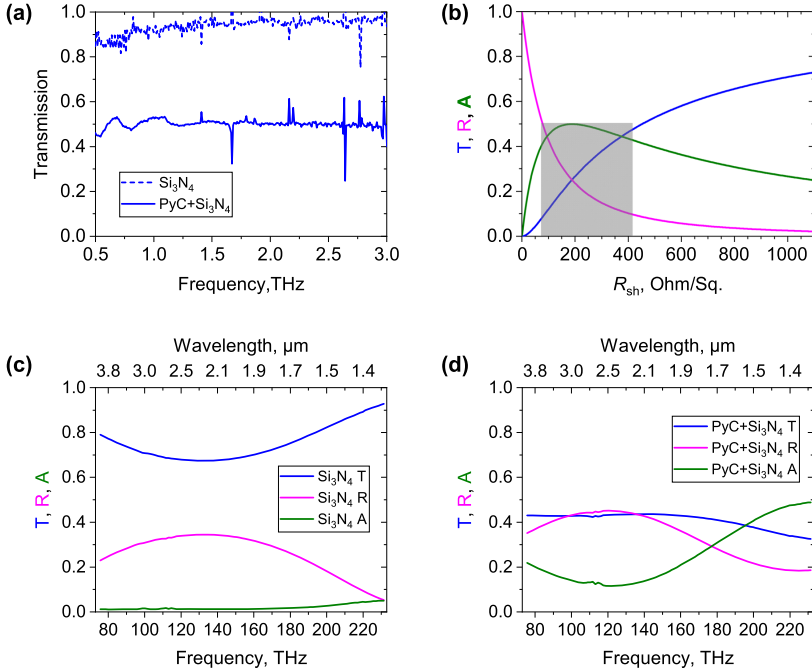 (a)
1.0
0.8
0.6
0.4
0.2
0.0
Transmission
Si₃N₄
PyC+Si₃N₄
0.5 1.0 1.5 2.0 2.5 3.0
Frequency,THz
(b)
1.0
0.8
0.6
0.4
0.2
0.0
T, R, A
0 200 400 600 800 1000
Rsh, Ohm/Sq.
(c)
Wavelength, μm
3.8 3.0 2.5 2.1 1.9 1.7 1.5 1.4
1.0
0.8
0.6
0.4
0.2
0.0
T, R, A
Si₃N₄ T
Si₃N₄ R
Si₃N₄ A
80 100 120 140 160 180 200 220
Frequency, THz
(d)
Wavelength, μm
3.8 3.0 2.5 2.1 1.9 1.7 1.5 1.4
1.0
0.8
0.6
0.4
0.2
0.0
T, R, A
PyC+Si₃N₄ T
PyC+Si₃N₄ R
PyC+Si₃N₄ A
80 100 120 140 160 180 200 220
Frequency, THz